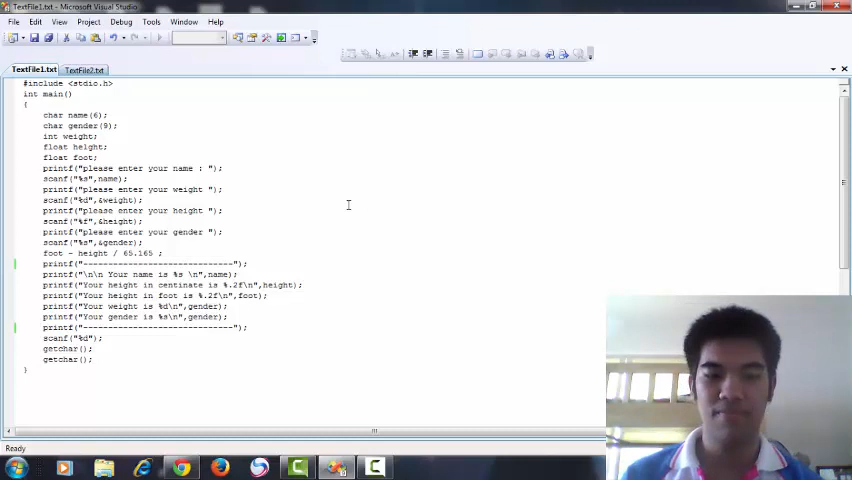 TextFile1.txt - Microsoft Visual Studio
File Edit View Project Debug Tools Window Help
TextFile1.txt TextFile2.txt
#include <stdio.h>
int main()
{
char name(6);
char gender(9);
int weight;
float height;
float foot;
printf("please enter your name : ");
scanf("%s",name);
printf("please enter your weight ");
scanf("%d",&weight);
printf("please enter your height ");
scanf("%f",&height);
printf("please enter your gender ");
scanf("%s",&gender);
foot - height / 65.165 ;
printf("------------------------------");
printf("\n\n Your name is %s \n",name);
printf("Your height in centinate is %.2f\n",height);
printf("Your height in foot is %.2f\n",foot);
printf("Your weight is %d\n",gender);
printf("Your gender is %s\n",gender);
printf("------------------------------");
scanf("%d");
getchar();
getchar();
}
Ready